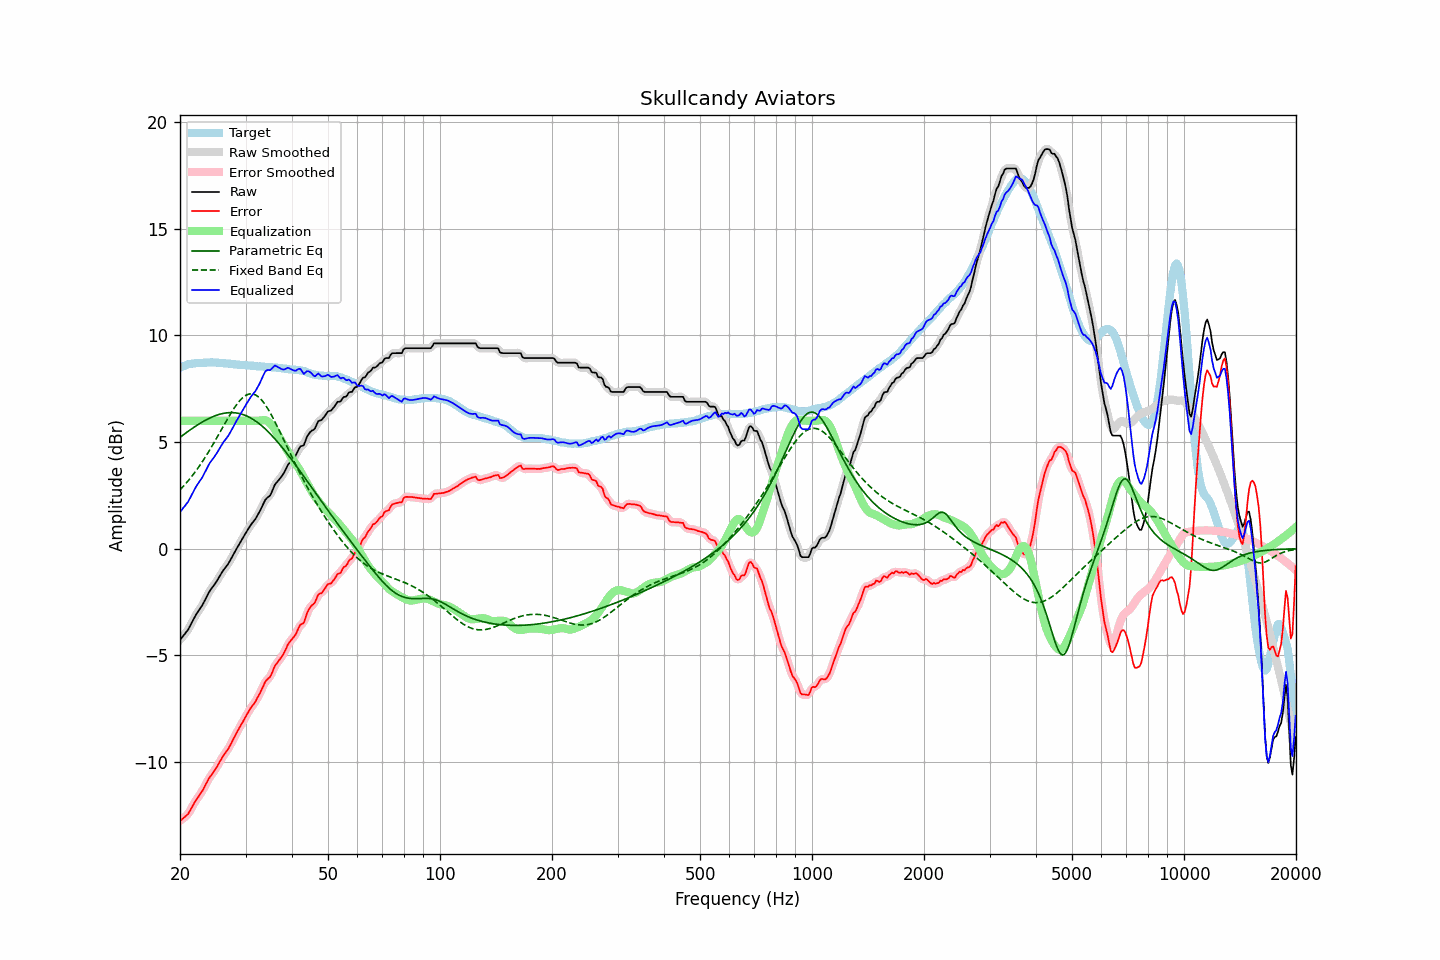 Skullcandy Aviators
Target
Raw Smoothed
Error Smoothed
Raw
Error
Equalization
Parametric Eq
Fixed Band Eq
Equalized
Amplitude (dBr)
20
15
10
5
0
−5
−10
20
50
100
200
500
1000
2000
5000
10000
20000
Frequency (Hz)